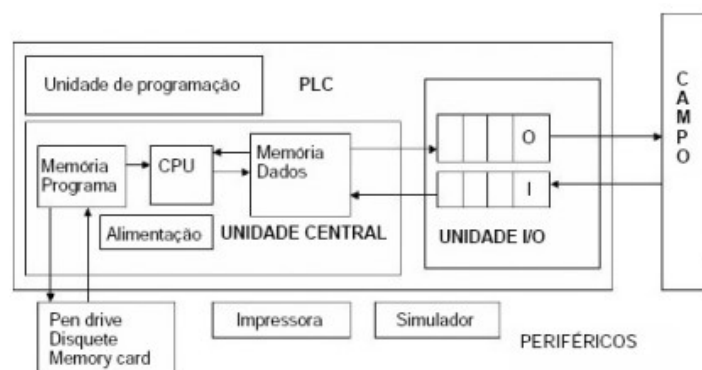 Unidade de programação
PLC
Memória
Programa
CPU
Memória
Dados
Alimentação
UNIDADE CENTRAL
O
I
UNIDADE I/O
CAMPO
Pen drive
Disquete
Memory card
Impressora
Simulador
PERIFÉRICOS